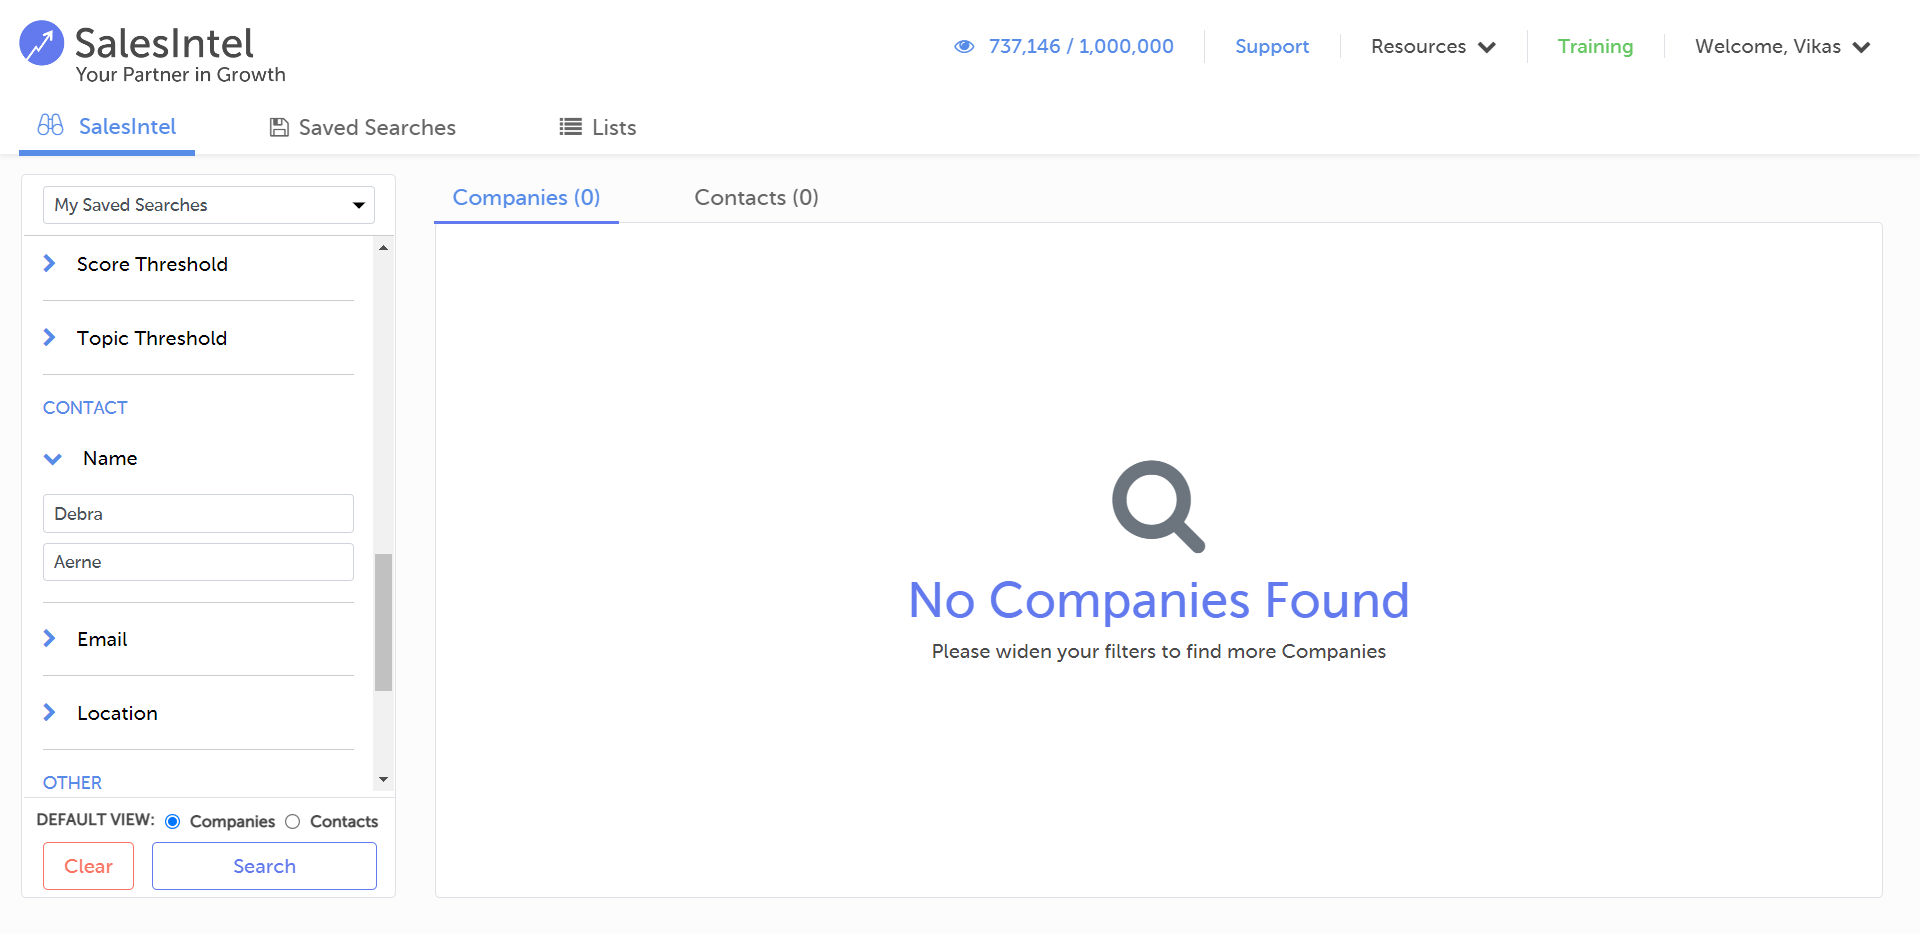 SalesIntel
Your Partner in Growth
737,146 / 1,000,000
Support
Resources
Training
Welcome, Vikas
SalesIntel
Saved Searches
Lists
My Saved Searches
Score Threshold
Topic Threshold
CONTACT
Name
Debra
Aerne
Email
Location
OTHER
DEFAULT VIEW: Companies Contacts
Clear
Search
Companies (0)
Contacts (0)
No Companies Found
Please widen your filters to find more Companies